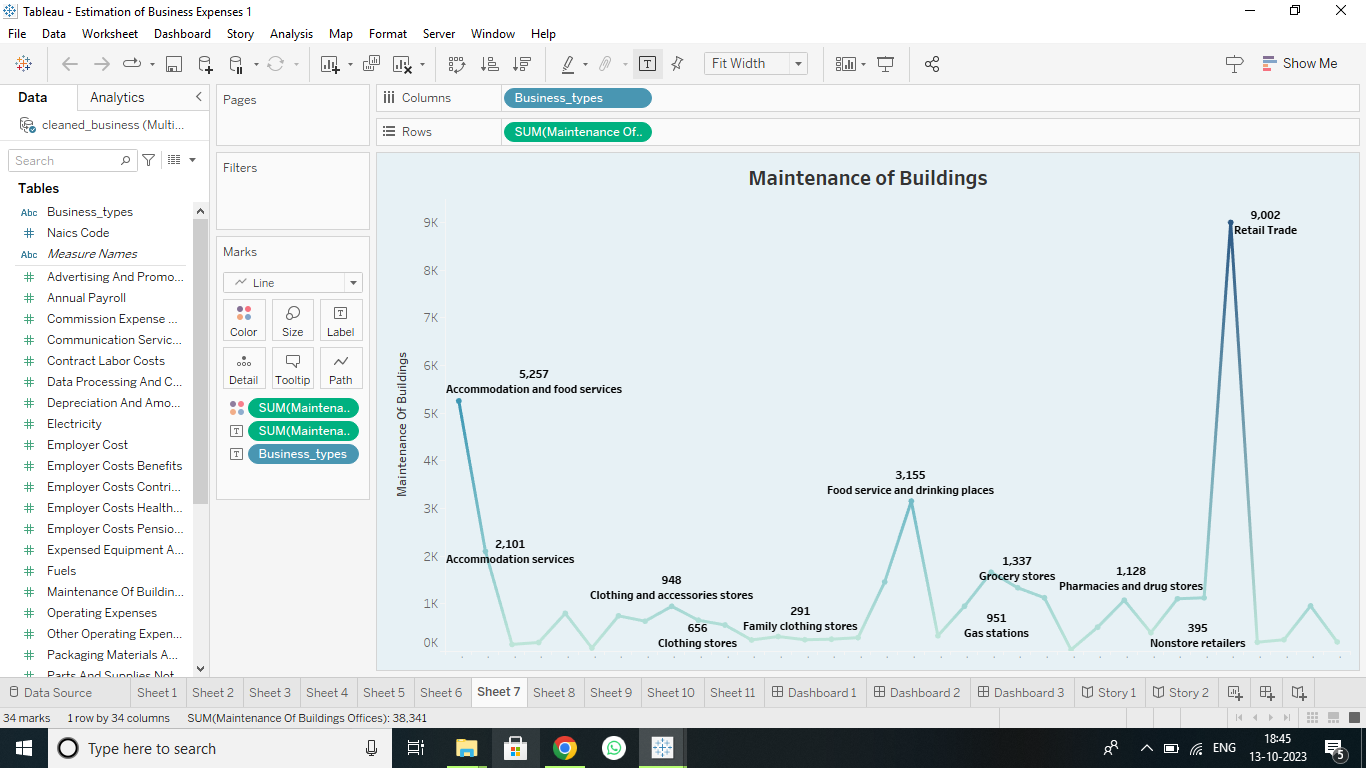 Tableau - Estimation of Business Expenses 1
File Data Worksheet Dashboard Story Analysis Map Format Server Window Help
Fit Width
Show Me
Data Analytics
cleaned_business (Multi...
Search
Tables
Abc Business_types
# Naics Code
Abc Measure Names
# Advertising And Promo...
# Annual Payroll
# Commission Expense ...
# Communication Servic...
# Contract Labor Costs
# Data Processing And C...
# Depreciation And Amo...
# Electricity
# Employer Cost
# Employer Costs Benefits
# Employer Costs Contri...
# Employer Costs Health...
# Employer Costs Pensio...
# Expensed Equipment A...
# Fuels
# Maintenance Of Buildin...
# Operating Expenses
# Other Operating Expen...
# Packaging Materials A...
# Parts And Supplies Not
Pages
Filters
Marks
Line
Color Size Label
Detail Tooltip Path
SUM(Maintena..
T SUM(Maintena..
T Business_types
Columns Business_types
Rows SUM(Maintenance Of..
Maintenance of Buildings
Maintenance Of Buildings
9K
8K
7K
6K
5K
4K
3K
2K
1K
0K
5,257
Accommodation and food services
2,101
Accommodation services
948
Clothing and accessories stores
656
Clothing stores
291
Family clothing stores
3,155
Food service and drinking places
951
Gas stations
1,337
Grocery stores
1,128
Pharmacies and drug stores
395
Nonstore retailers
9,002
Retail Trade
Data Source Sheet 1 Sheet 2 Sheet 3 Sheet 4 Sheet 5 Sheet 6 Sheet 7 Sheet 8 Sheet 9 Sheet 10 Sheet 11 Dashboard 1 Dashboard 2 Dashboard 3 Story 1 Story 2
34 marks 1 row by 34 columns SUM(Maintenance Of Buildings Offices): 38,341
Type here to search
ENG
18:45
13-10-2023
5